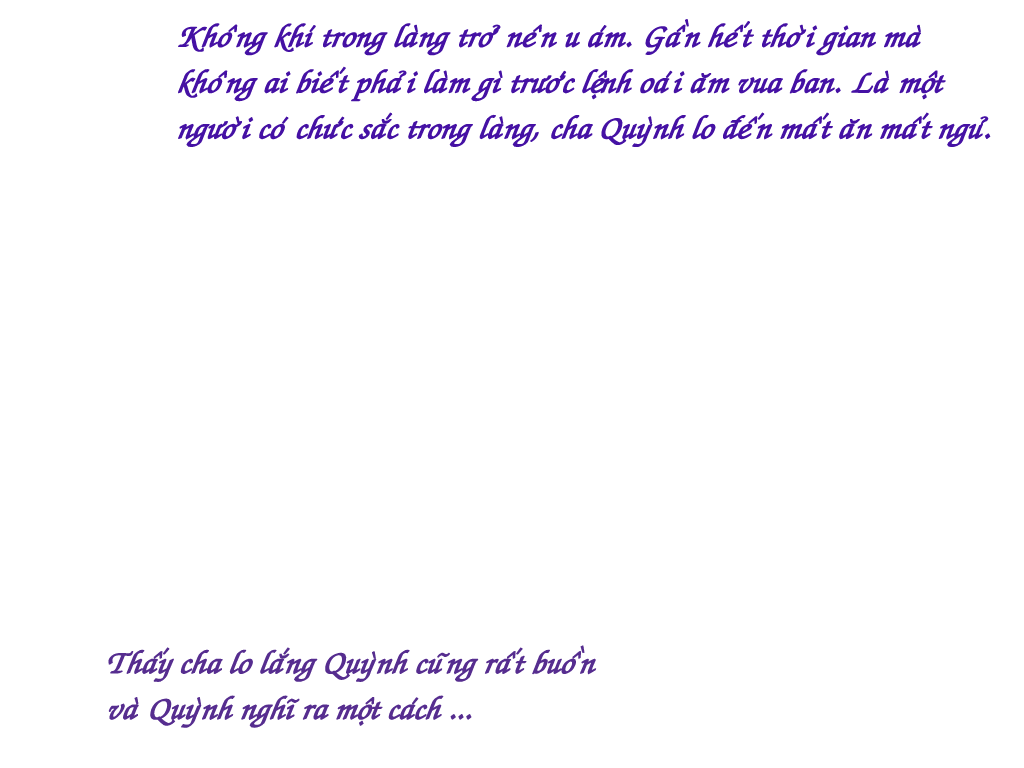 Không khí trong làng trở nên u ám. Gần hết thời gian mà
không ai biết phải làm gì trươc lệnh oái ăm vua ban. Là một
người có chưc sắc trong làng, cha Quỳnh lo đến mất ăn mất ngủ.
Thấy cha lo lắng Quỳnh cũng rất buồn
và Quỳnh nghĩ ra một cách ...